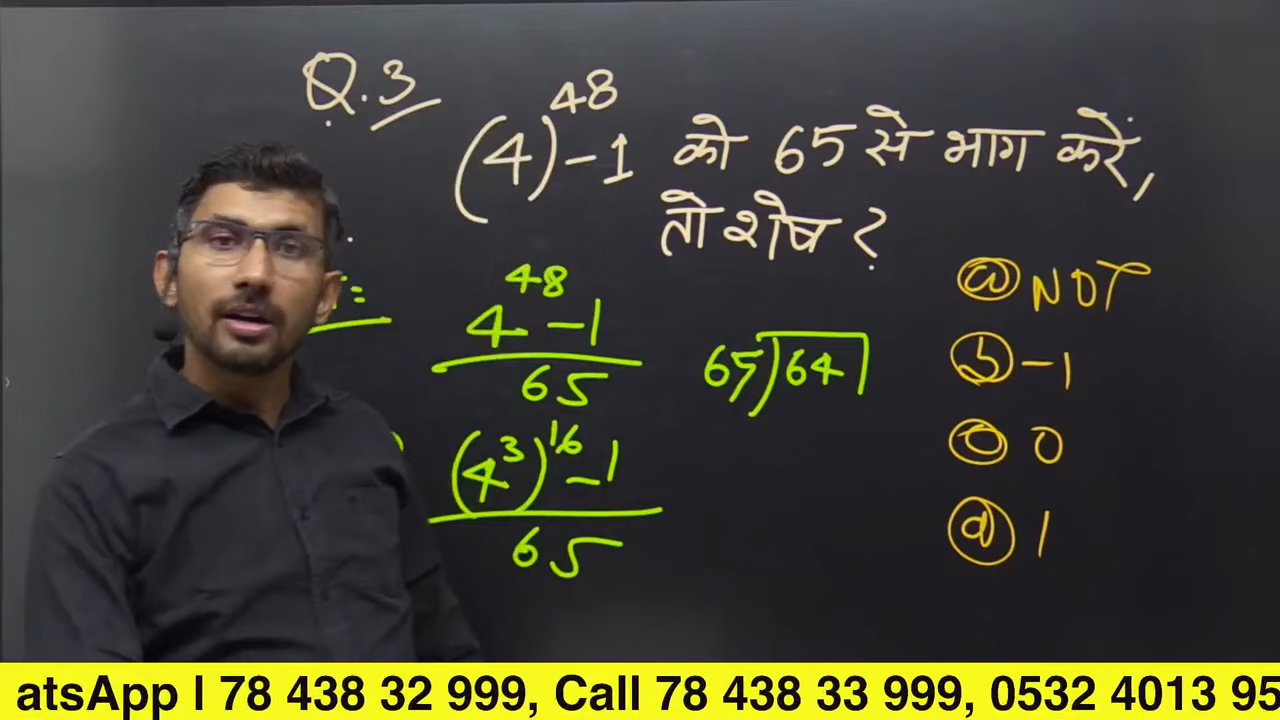 Q.3
(4)^48 - 1 को 65 से भाग करें,
तो शेष ?
4^48 - 1
65
65)64
(4^3)^16 - 1
65
(a) NOT
(b) -1
(c) 0
(d) 1
atsApp I 78 438 32 999, Call 78 438 33 999, 0532 4013 95